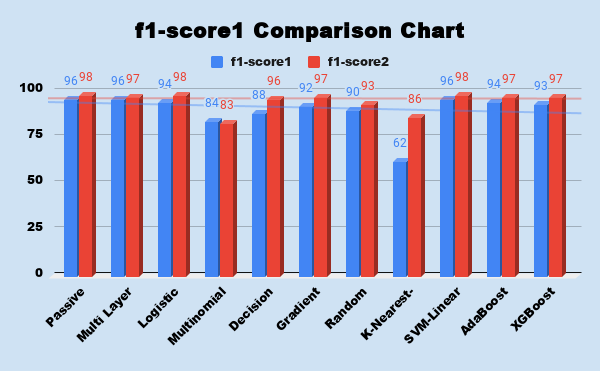 f1-score1 Comparison Chart
f1-score1 f1-score2
96 98 96 97 94 98 84 83 88 96 92 97 90 93 62 86 96 98 94 97 93 97
100
75
50
25
0
Passive Multi Layer Logistic Multinomial Decision Gradient Random K-Nearest- SVM-Linear AdaBoost XGBoost